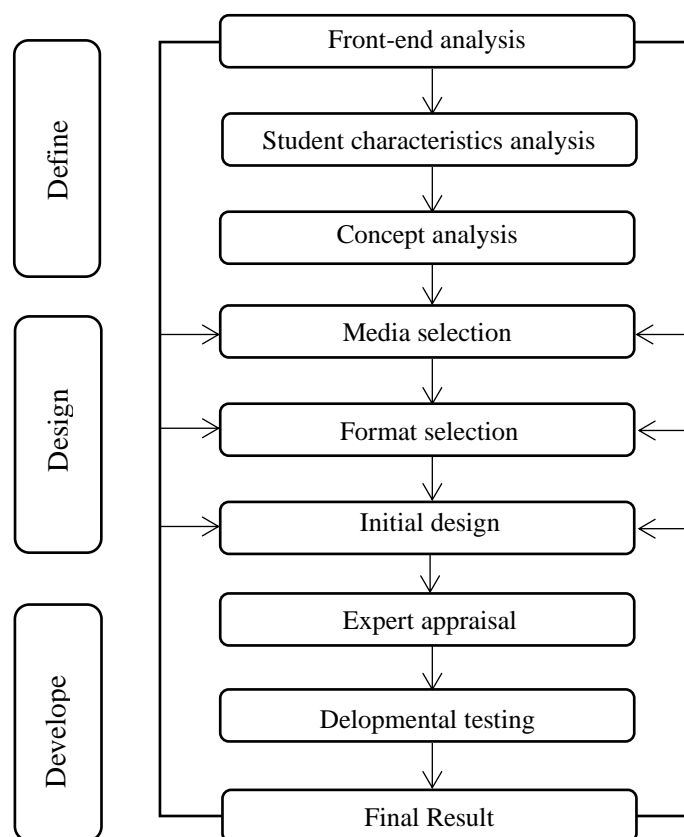 Define
Front-end analysis
Student characteristics analysis
Concept analysis
Design
Media selection
Format selection
Initial design
Develope
Expert appraisal
Delopmental testing
Final Result